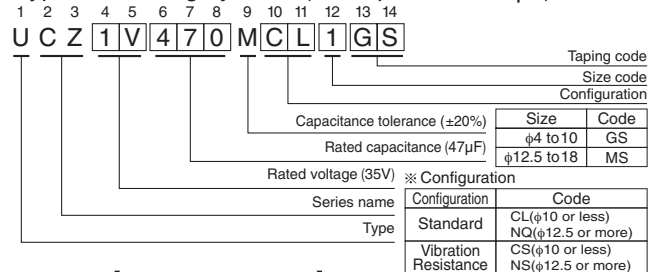 1 2 3 4 5 6 7 8 9 10 11 12 13 14
U C Z 1 V 4 7 0 M C L 1 G S
Taping code
Size code
Configuration
Capacitance tolerance (±20%)
Rated capacitance (47µF)
Rated voltage (35V)
Series name
Type
Size Code
ϕ4 to10 GS
ϕ12.5 to18 MS
※ Configuration
Configuration Code
Standard CL(ϕ10 or less)
NQ(ϕ12.5 or more)
Vibration Resistance CS(ϕ10 or less)
NS(ϕ12.5 or more)